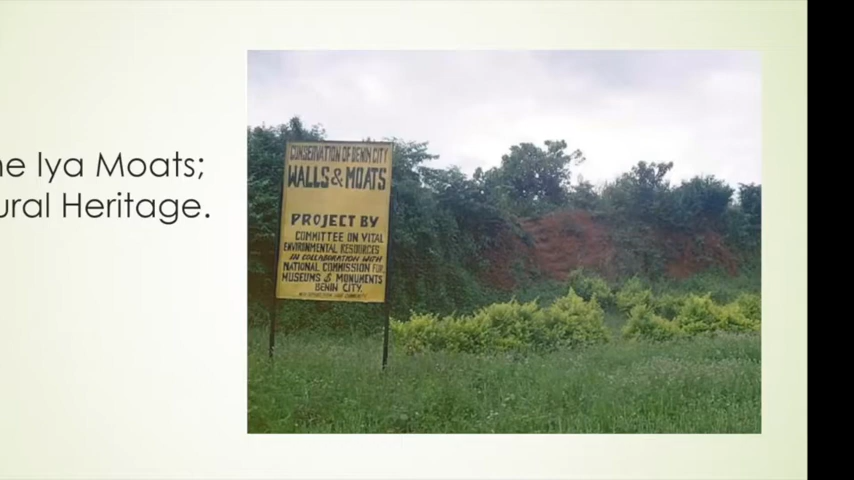 ne Iya Moats;
ural Heritage.
CONSERVATION OF BENIN CITY
WALLS & MOATS
PROJECT BY
COMMITTEE ON VITAL
ENVIRONMENTAL RESOURCES
IN COLLABORATION WITH
NATIONAL COMMISSION FOR
MUSEUMS & MONUMENTS
BENIN CITY.